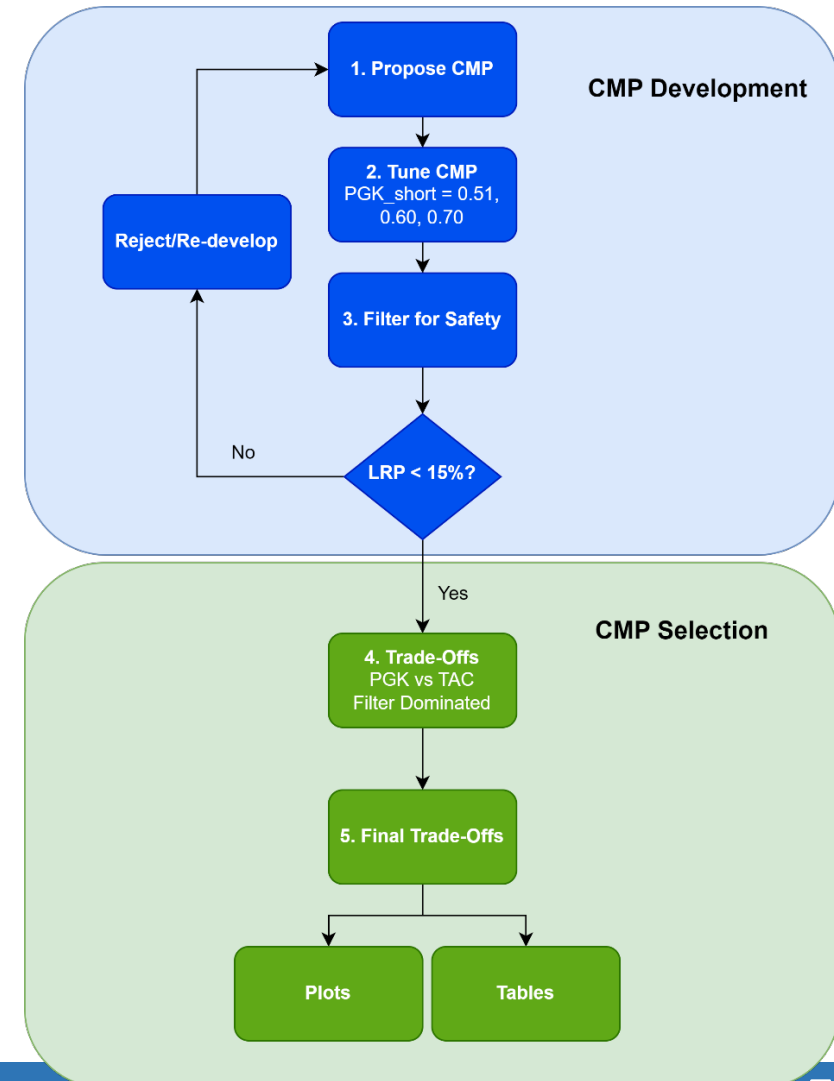 CMP Development
1. Propose CMP
2. Tune CMP
PGK_short = 0.51,
0.60, 0.70
Reject/Re-develop
3. Filter for Safety
No
LRP < 15%?
Yes
CMP Selection
4. Trade-Offs
PGK vs TAC
Filter Dominated
5. Final Trade-Offs
Plots
Tables